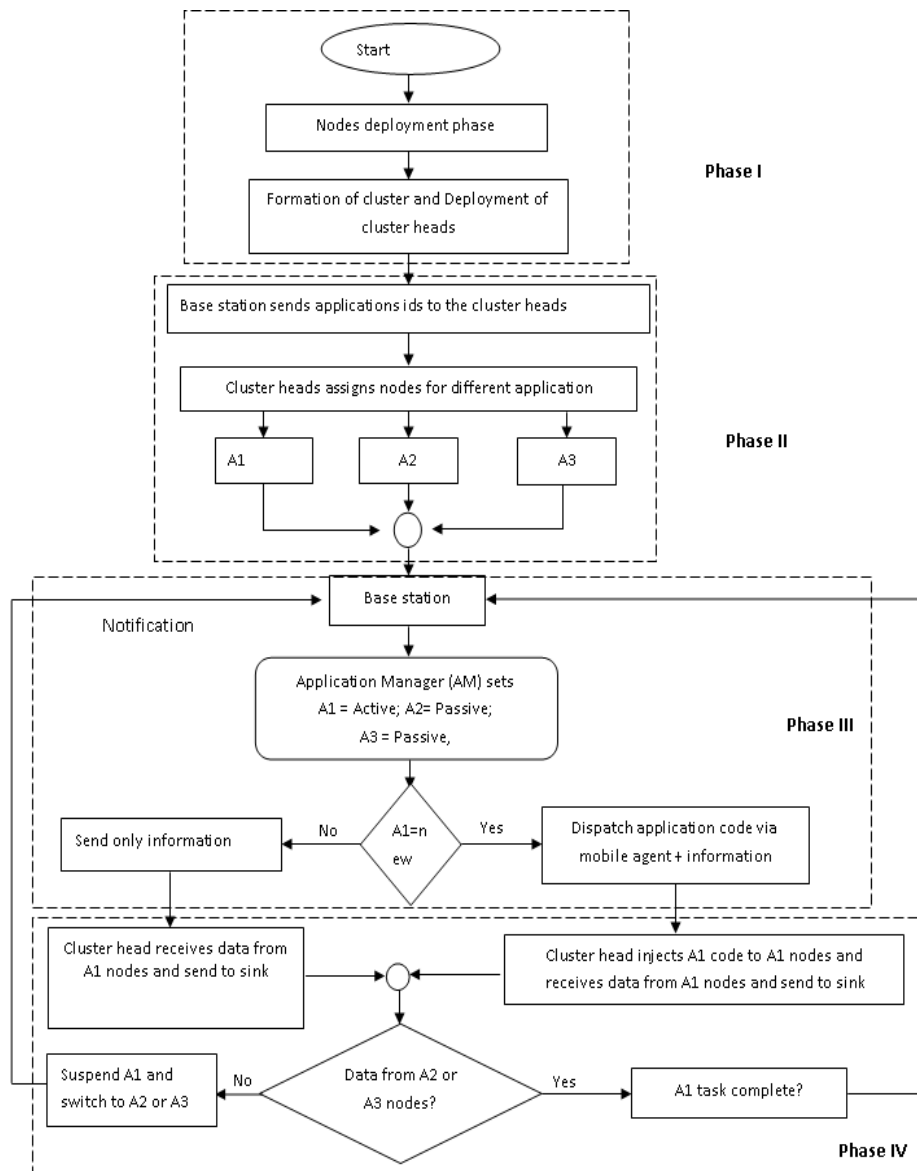 Start
Nodes deployment phase
Phase I
Formation of cluster and Deployment of
cluster heads
Base station sends applications ids to the cluster heads
Cluster heads assigns nodes for different application
Phase II
A1
A2
A3
Base station
Notification
Application Manager (AM) sets
A1 = Active; A2= Passive;
A3 = Passive,
Phase III
Send only information
No
A1=n
ew
Yes
Dispatch application code via
mobile agent + information
Cluster head receives data from
A1 nodes and send to sink
Cluster head injects A1 code to A1 nodes and
receives data from A1 nodes and send to sink
Suspend A1 and
switch to A2 or A3
No
Data from A2 or
A3 nodes?
Yes
A1 task complete?
Phase IV